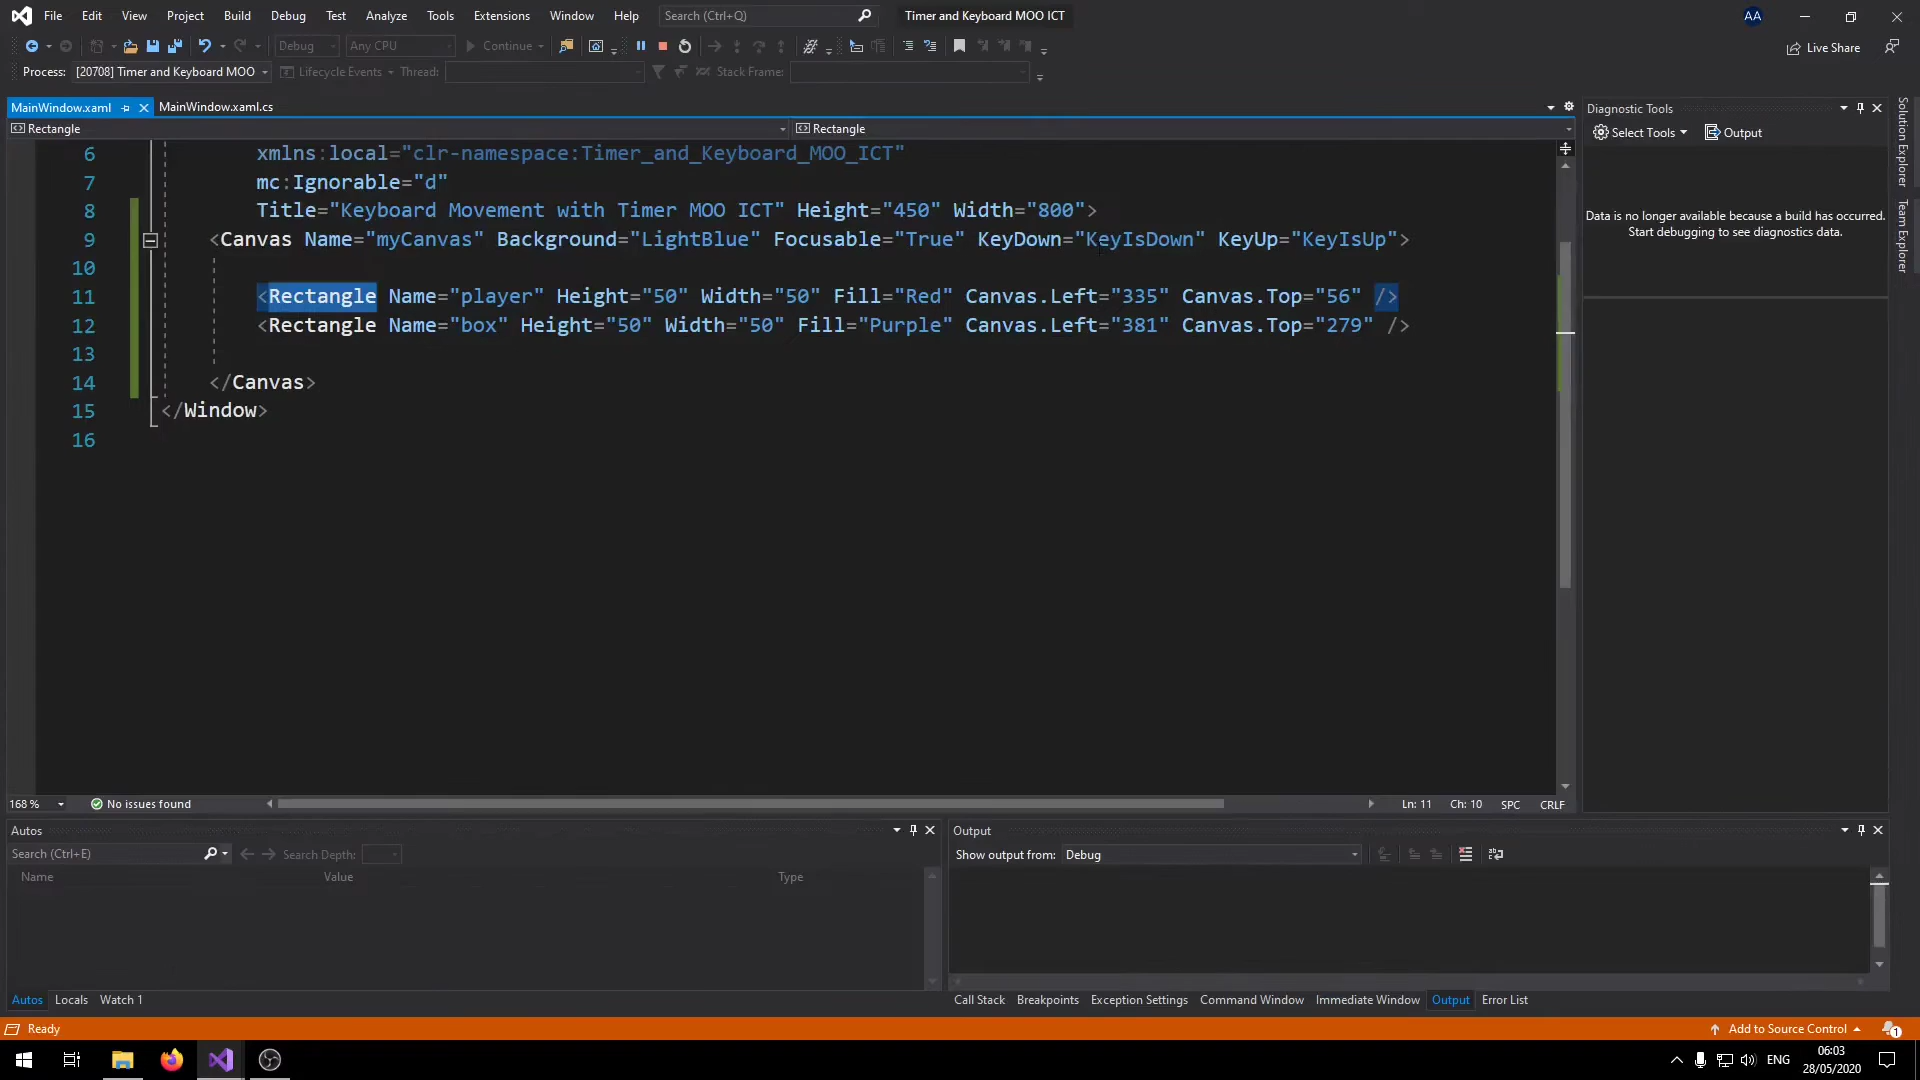 File Edit View Project Build Debug Test Analyze Tools Extensions Window Help Search (Ctrl+Q) Timer and Keyboard MOO ICT AA
Debug Any CPU Continue Live Share
Process: [20708] Timer and Keyboard MOO Lifecycle Events Thread: Stack Frame:
MainWindow.xaml MainWindow.xaml.cs
Rectangle Rectangle
6 xmlns:local="clr-namespace:Timer_and_Keyboard_MOO_ICT"
7 mc:Ignorable="d"
8 Title="Keyboard Movement with Timer MOO ICT" Height="450" Width="800">
9 <Canvas Name="myCanvas" Background="LightBlue" Focusable="True" KeyDown="KeyIsDown" KeyUp="KeyIsUp">
10
11 <Rectangle Name="player" Height="50" Width="50" Fill="Red" Canvas.Left="335" Canvas.Top="56" />
12 <Rectangle Name="box" Height="50" Width="50" Fill="Purple" Canvas.Left="381" Canvas.Top="279" />
13
14 </Canvas>
15 </Window>
16
168 % No issues found Ln: 11 Ch: 10 SPC CRLF
Diagnostic Tools
Select Tools Output
Data is no longer available because a build has occurred.
Start debugging to see diagnostics data.
Solution Explorer
Team Explorer
Autos
Search (Ctrl+E) Search Depth:
Name Value Type
Autos Locals Watch 1
Output
Show output from: Debug
Call Stack Breakpoints Exception Settings Command Window Immediate Window Output Error List
Ready Add to Source Control 1
ENG 06:03
28/05/2020